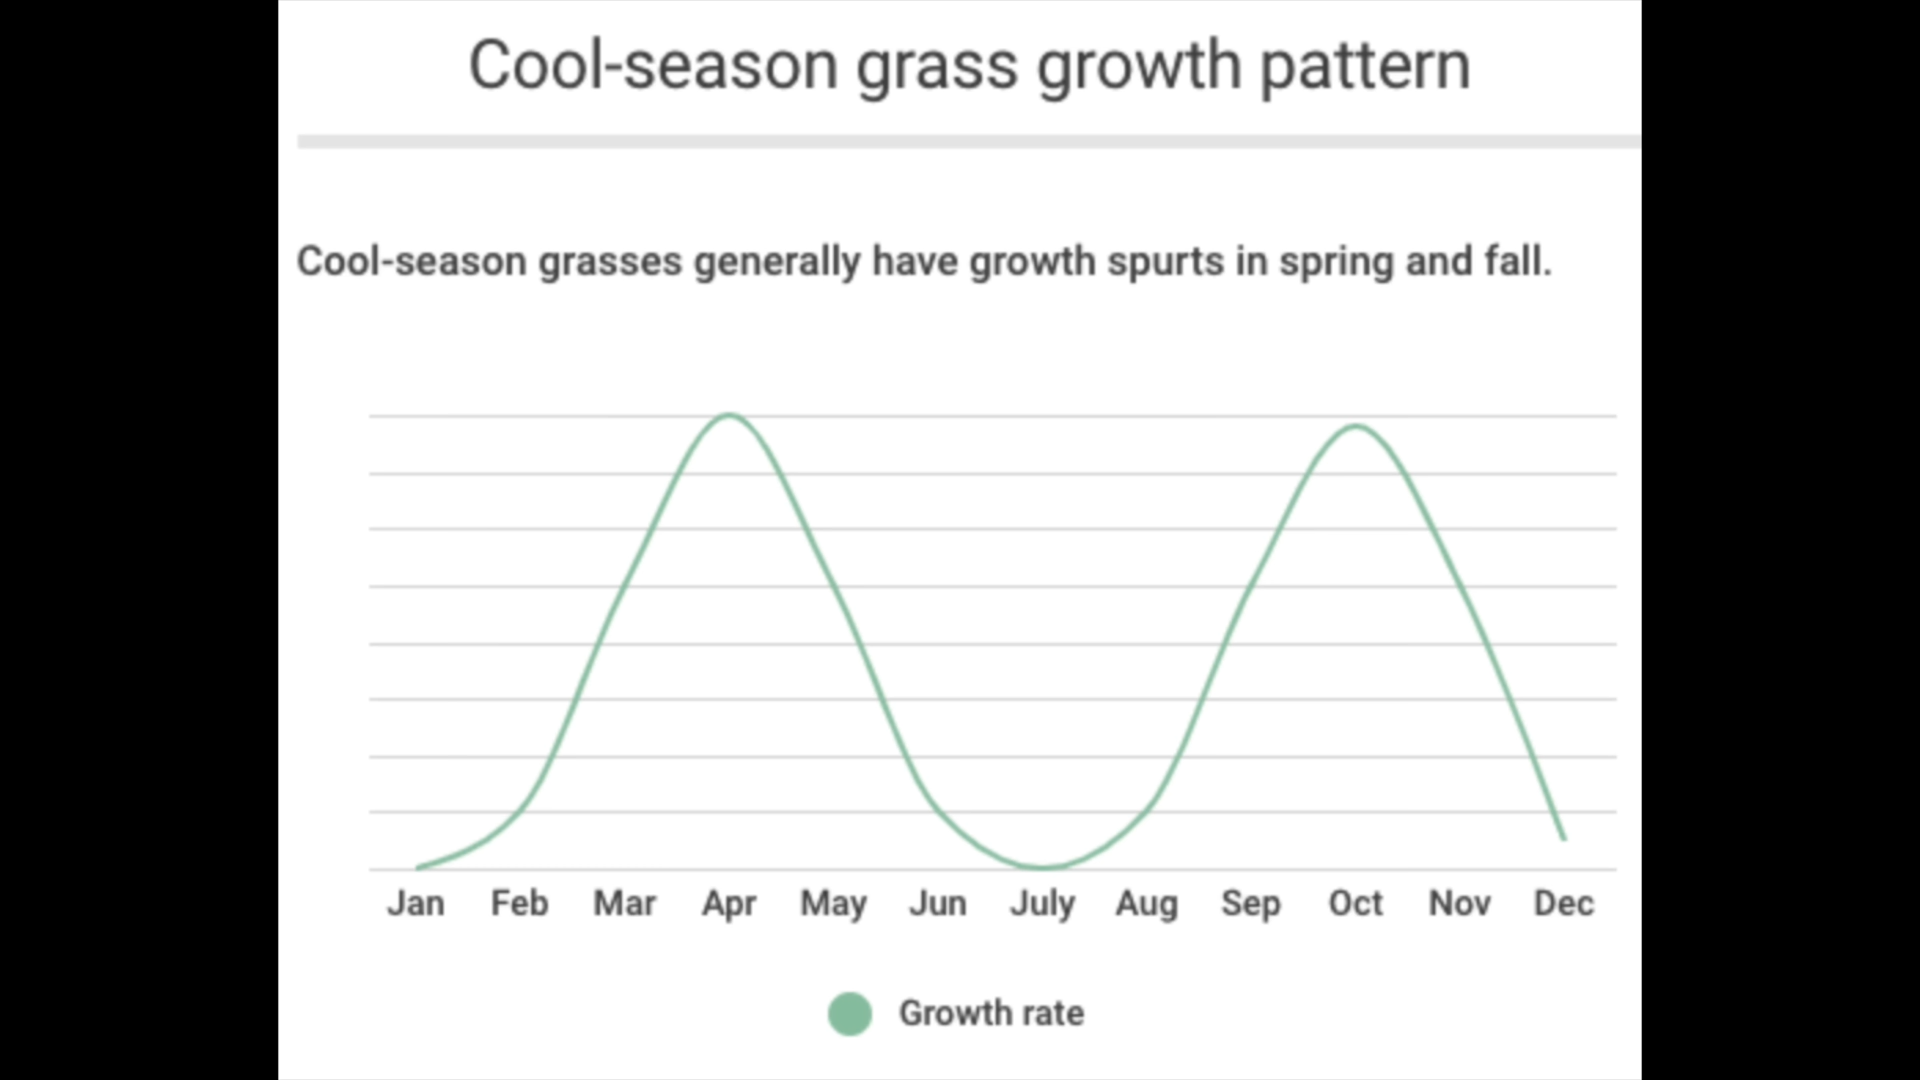 Cool-season grass growth pattern
Cool-season grasses generally have growth spurts in spring and fall.
Jan Feb Mar Apr May Jun July Aug Sep Oct Nov Dec
Growth rate